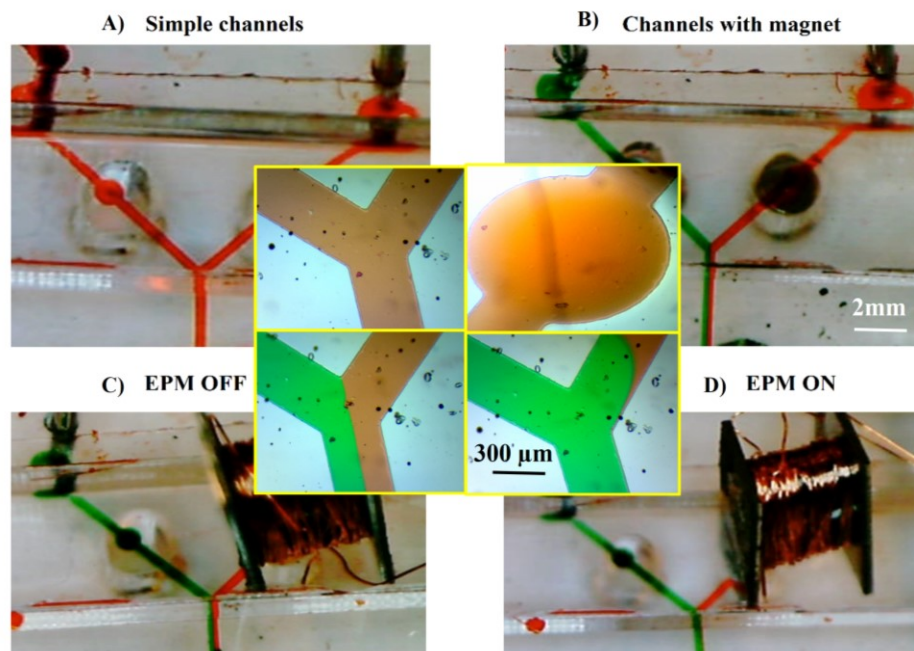 A) Simple channels
B) Channels with magnet
2mm
C) EPM OFF
D) EPM ON
300 µm